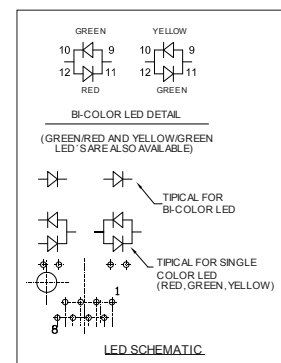 GREEN YELLOW
10 9 10 9
12 11 12 11
RED GREEN
BI-COLOR LED DETAIL
(GREEN/RED AND YELLOW/GREEN
LED´S ARE ALSO AVAILABLE)
TIPICAL FOR
BI-COLOR LED
TIPICAL FOR SINGLE
COLOR LED
(RED, GREEN, YELLOW)
1
8
LED SCHEMATIC